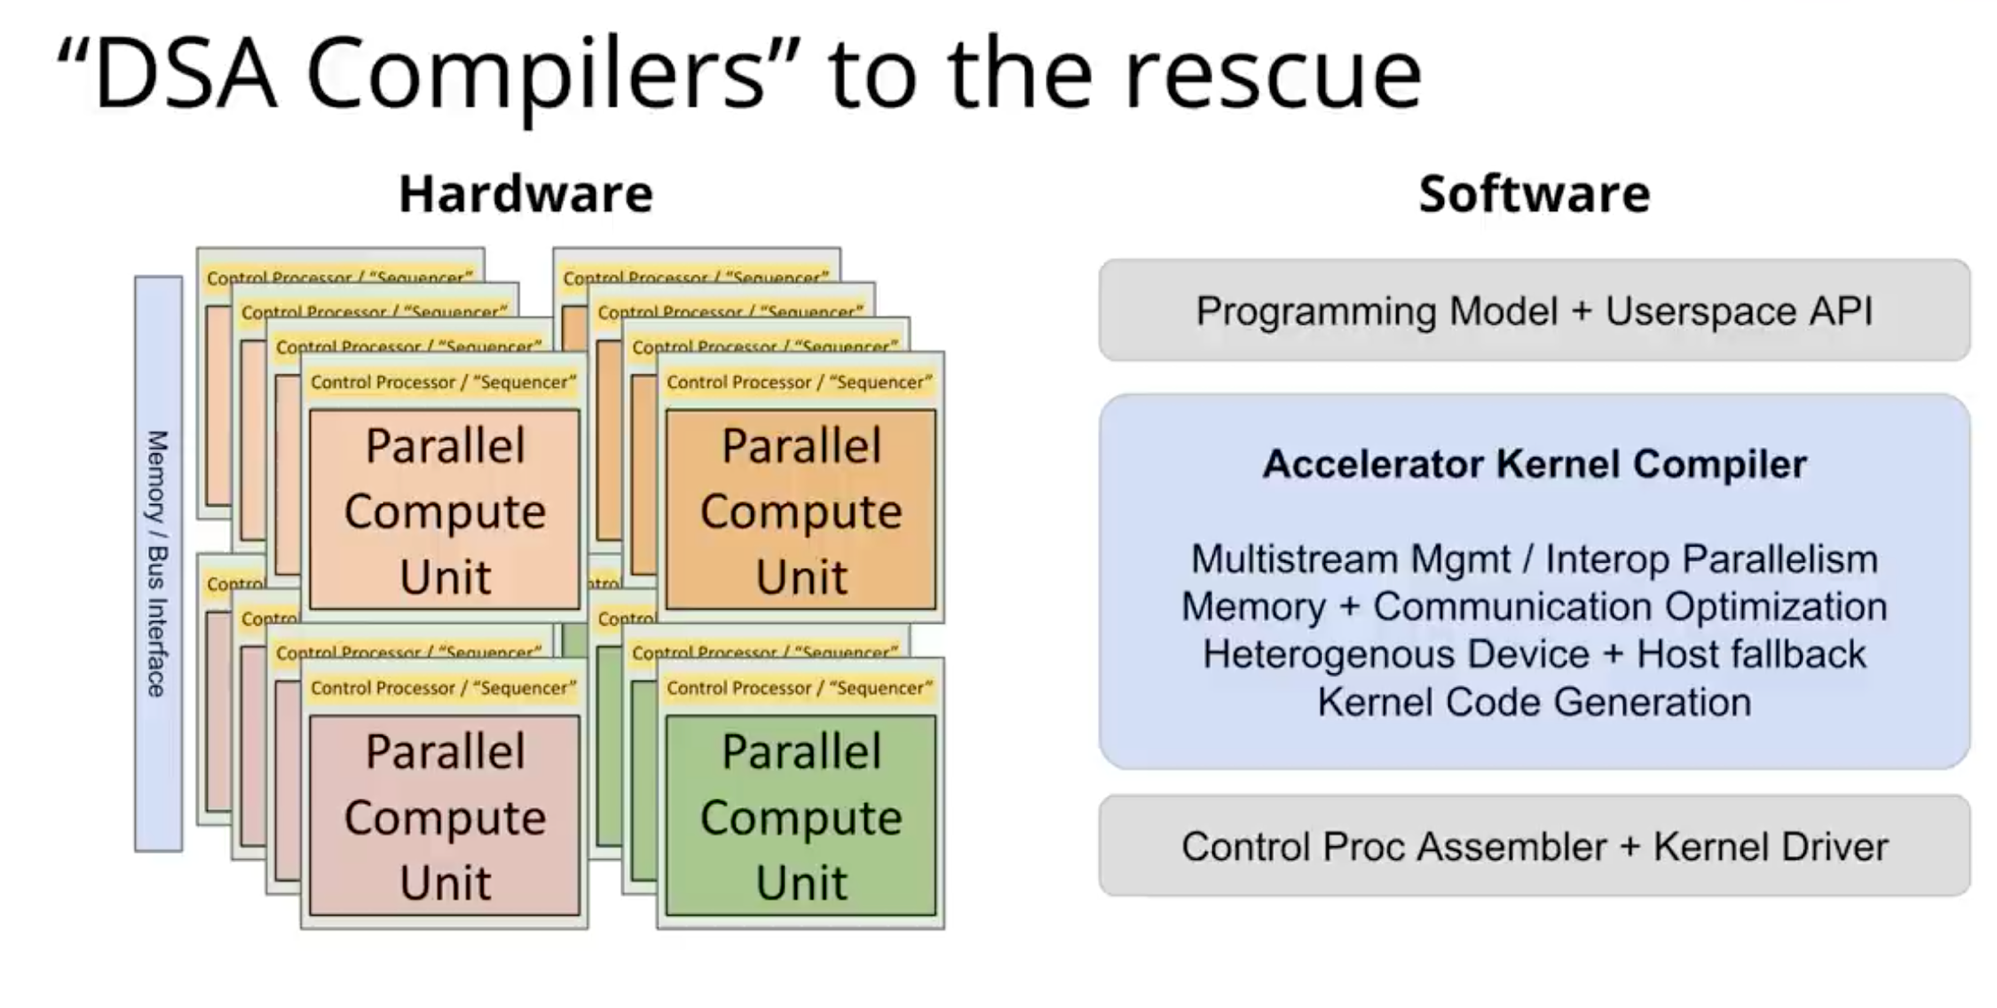 “DSA Compilers” to the rescue
Hardware
Software
Memory / Bus Interface
Control Processor / “Sequencer”
Control Processor / “Sequencer”
Control Processor / “Sequencer”
Control Processor / “Sequencer”
Control Processor / “Sequencer”
Control Processor / “Sequencer”
Control Processor / “Sequencer”
Parallel
Compute
Unit
Control Processor / “Sequencer”
Parallel
Compute
Unit
Control Processor / “Sequencer”
Control Processor / “Sequencer”
Control Processor / “Sequencer”
Parallel
Compute
Unit
Control Processor / “Sequencer”
Parallel
Compute
Unit
Programming Model + Userspace API
Accelerator Kernel Compiler
Multistream Mgmt / Interop Parallelism
Memory + Communication Optimization
Heterogenous Device + Host fallback
Kernel Code Generation
Control Proc Assembler + Kernel Driver